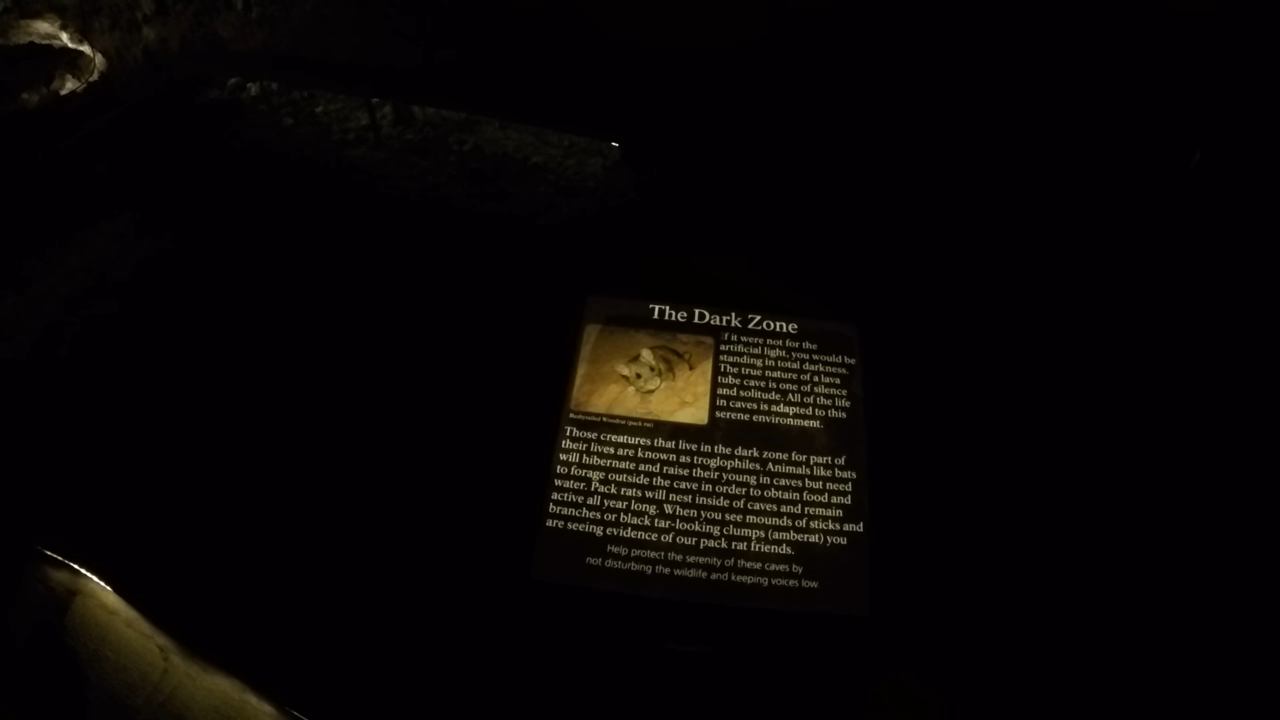 The Dark Zone
If it were not for the
artificial light, you would be
standing in total darkness.
The true nature of a lava
tube cave is one of silence
and solitude. All of the life
in caves is adapted to this
serene environment.
Bushytailed Woodrat (pack rat)
Those creatures that live in the dark zone for part of
their lives are known as troglophiles. Animals like bats
will hibernate and raise their young in caves but need
to forage outside the cave in order to obtain food and
water. Pack rats will nest inside of caves and remain
active all year long. When you see mounds of sticks and
branches or black tar-looking clumps (amberat) you
are seeing evidence of our pack rat friends.
Help protect the serenity of these caves by
not disturbing the wildlife and keeping voices low.